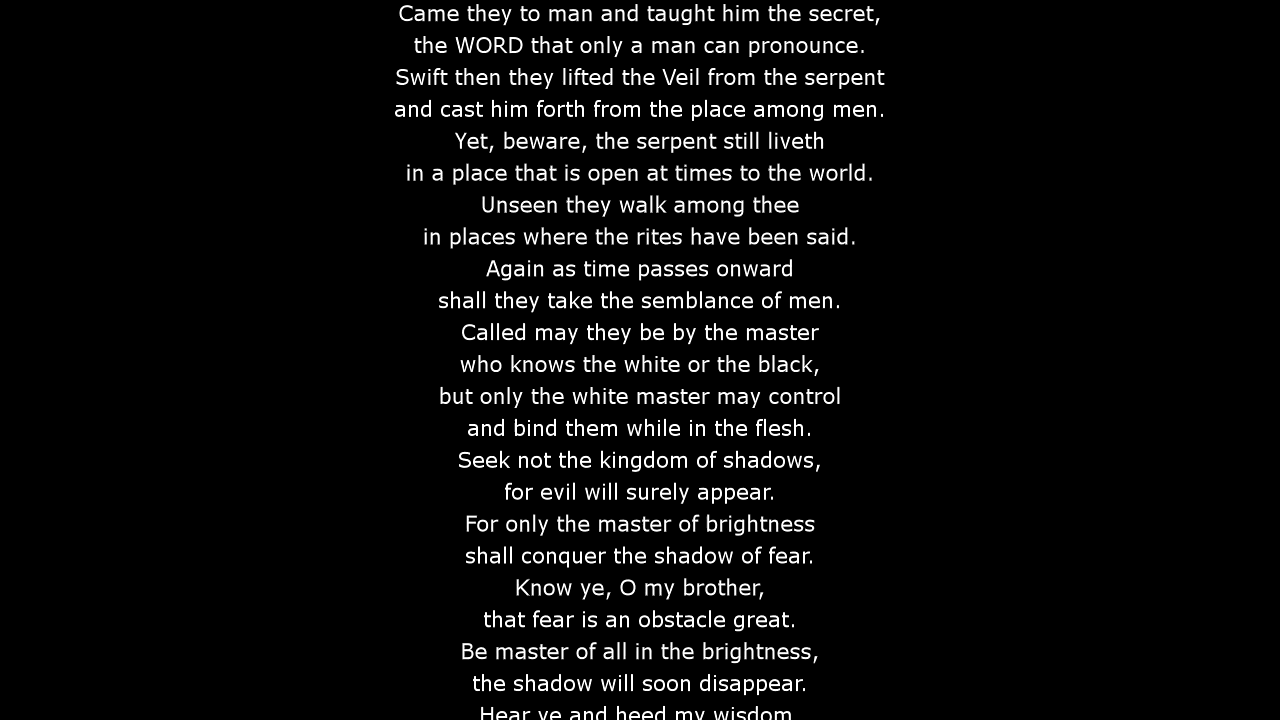 Came they to man and taught him the secret,
the WORD that only a man can pronounce.
Swift then they lifted the Veil from the serpent
and cast him forth from the place among men.
Yet, beware, the serpent still liveth
in a place that is open at times to the world.
Unseen they walk among thee
in places where the rites have been said.
Again as time passes onward
shall they take the semblance of men.
Called may they be by the master
who knows the white or the black,
but only the white master may control
and bind them while in the flesh.
Seek not the kingdom of shadows,
for evil will surely appear.
For only the master of brightness
shall conquer the shadow of fear.
Know ye, O my brother,
that fear is an obstacle great.
Be master of all in the brightness,
the shadow will soon disappear.
Hear ye and heed my wisdom